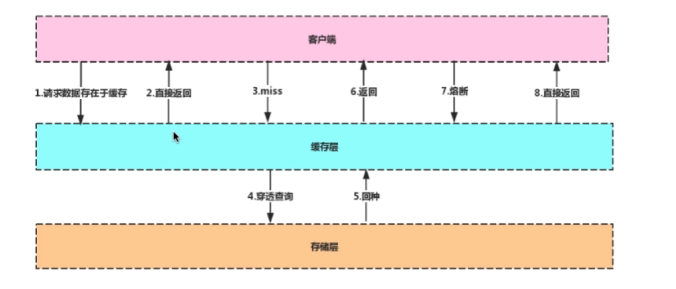 客户端
1.请求数据存在于缓存
2.直接返回
3.miss
6.返回
7.熔断
8.直接返回
缓存层
4.穿透查询
5.回种
存储层